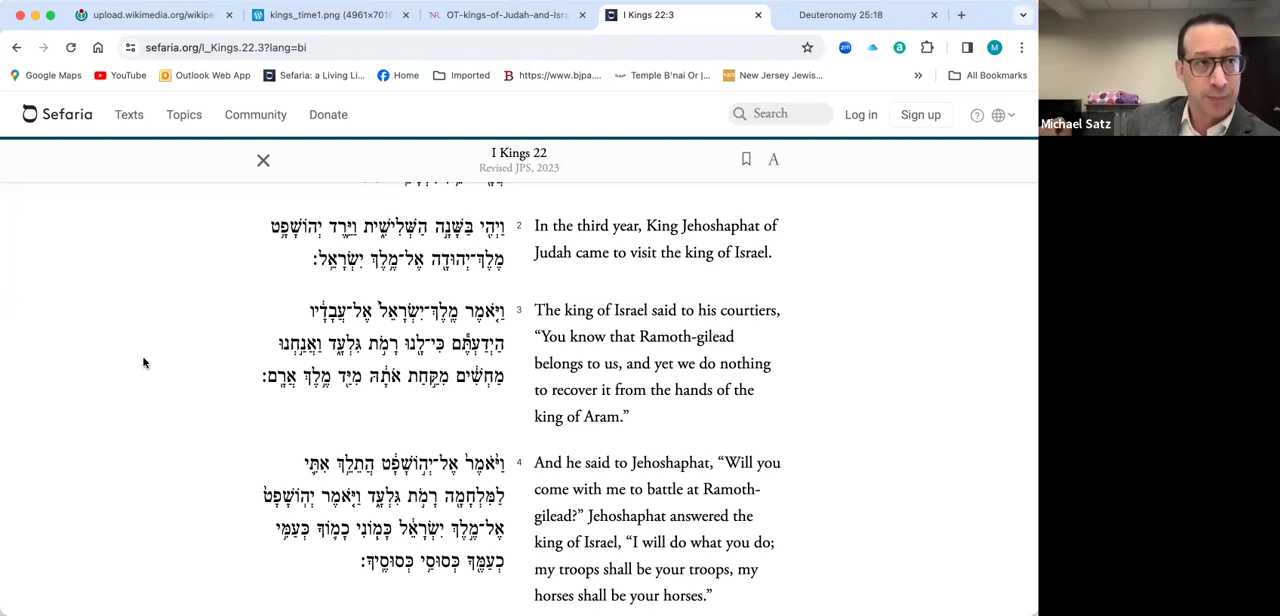 upload.wikimedia.org/wikipe
kings_time1.png (4961×701
OT-kings-of-Judah-and-Isra
I Kings 22:3
Deuteronomy 25:18
sefaria.org/I_Kings.22.3?lang=bi
Google Maps
YouTube
Outlook Web App
Sefaria: a Living Li...
Home
Imported
https://www.bjpa....
Temple B'nai Or |...
New Jersey Jewis...
»
All Bookmarks
Sefaria
Texts
Topics
Community
Donate
Search
Log in
Sign up
Michael Satz
I Kings 22
Revised JPS, 2023
A
וַיְהִ֖י בַּשָּׁנָ֣ה הַשְּׁלִישִׁ֑ית וַיֵּ֛רֶד יְהוֹשָׁפָ֥ט
מֶלֶךְ־יְהוּדָ֖ה אֶל־מֶ֥לֶךְ יִשְׂרָאֵֽל׃
2
In the third year, King Jehoshaphat of
Judah came to visit the king of Israel.
וַיֹּ֤אמֶר מֶֽלֶךְ־יִשְׂרָאֵל֙ אֶל־עֲבָדָ֔יו
הַיְדַעְתֶּ֕ם כִּי־לָ֖נוּ רָמֹ֣ת גִּלְעָ֑ד וַאֲנַ֣חְנוּ
מַחְשִׁ֔ים מִקַּ֣חַת אֹתָ֔הּ מִיַּ֖ד מֶ֥לֶךְ אֲרָֽם׃
3
The king of Israel said to his courtiers,
“You know that Ramoth-gilead
belongs to us, and yet we do nothing
to recover it from the hands of the
king of Aram.”
וַיֹּ֙אמֶר֙ אֶל־יְה֣וֹשָׁפָ֔ט הֲתֵלֵ֥ךְ אִתִּ֛י
לַמִּלְחָמָ֖ה רָמֹ֣ת גִּלְעָ֑ד וַיֹּ֤אמֶר יְהֽוֹשָׁפָט֙
אֶל־מֶ֣לֶךְ יִשְׂרָאֵ֔ל כָּמ֧וֹנִי כָמ֛וֹךָ כְּעַמִּ֥י
כְעַמֶּ֖ךָ כְּסוּסַ֥י כְּסוּסֶֽיךָ׃
4
And he said to Jehoshaphat, “Will you
come with me to battle at Ramoth-
gilead?” Jehoshaphat answered the
king of Israel, “I will do what you do;
my troops shall be your troops, my
horses shall be your horses.”